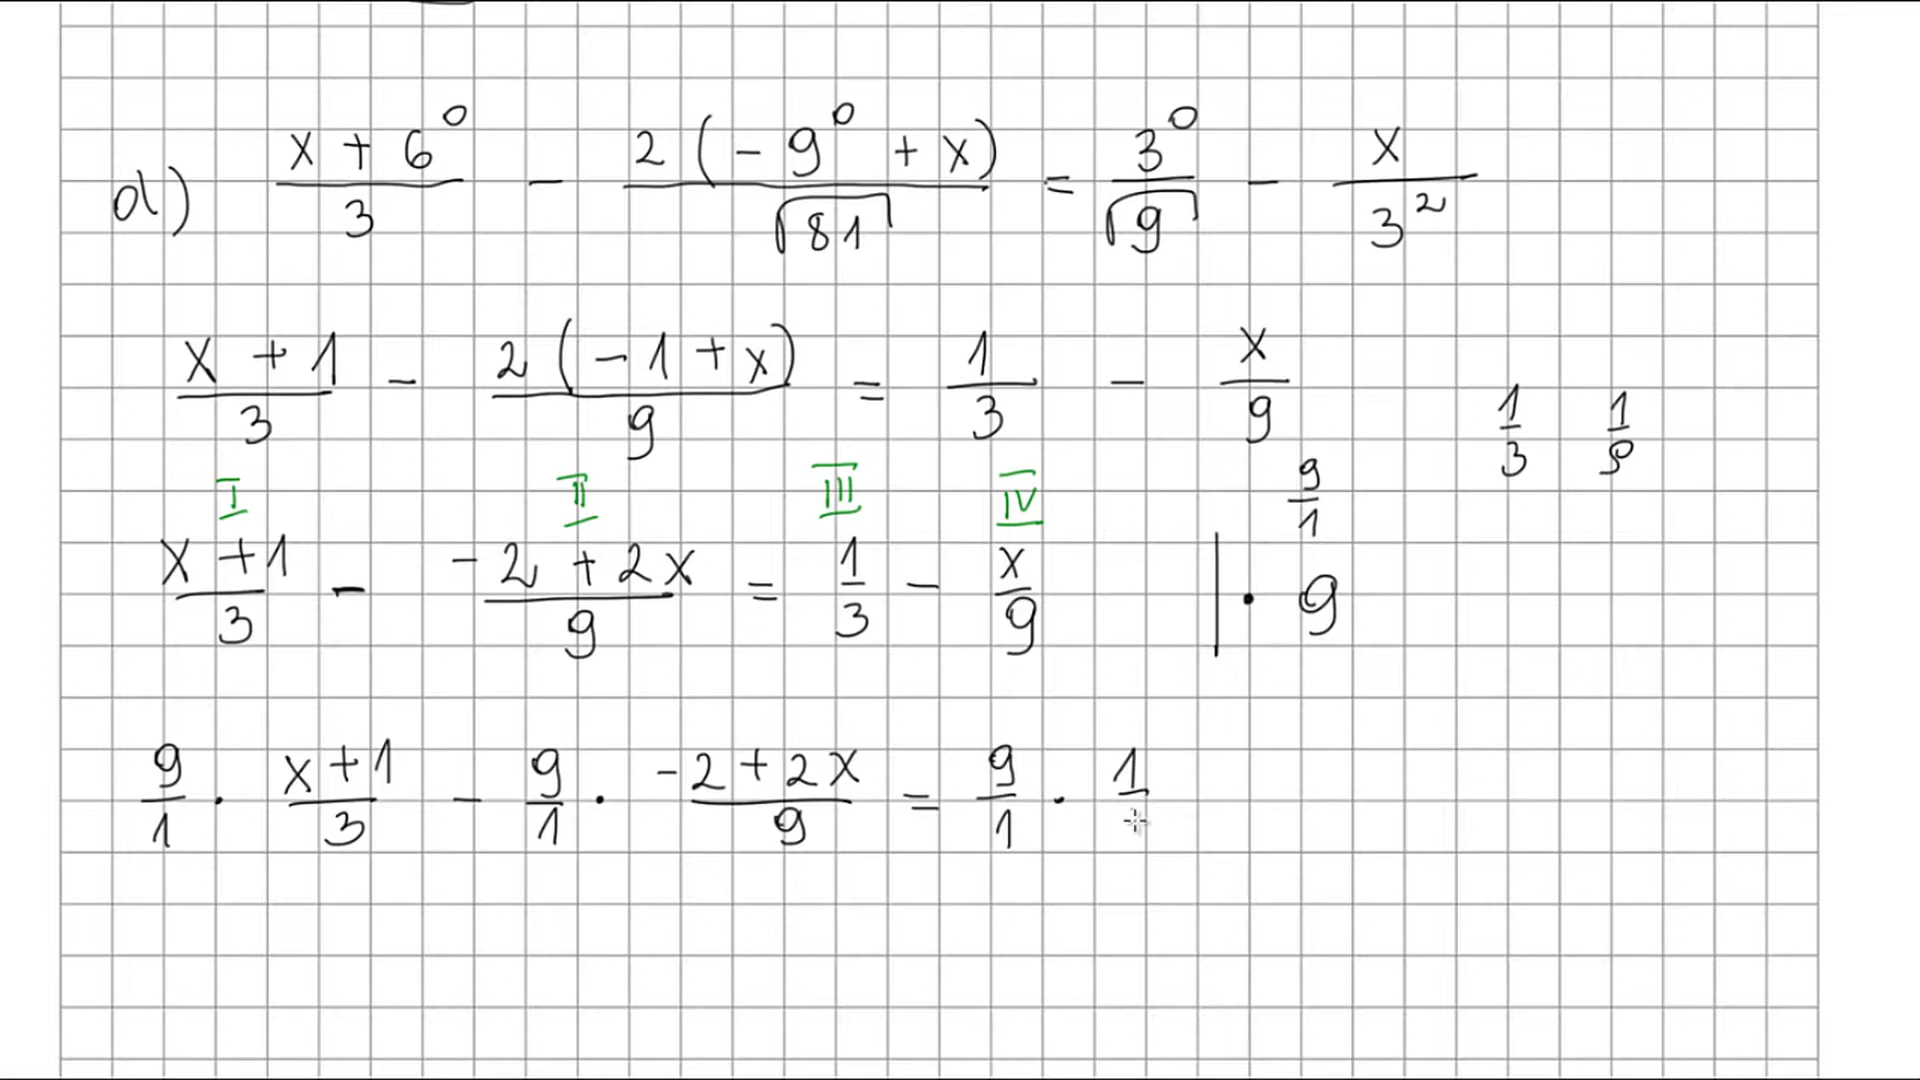 d) (x + 6⁰)/3 - 2(-9⁰ + x)/√81 = 3⁰/√9 - x/3²
(x + 1)/3 - 2(-1 + x)/9 = 1/3 - x/9
1/3 1/9
I II III IV 9/1
(x + 1)/3 - (-2 + 2x)/9 = 1/3 - x/9 | · 9
9/1 · (x + 1)/3 - 9/1 · (-2 + 2x)/9 = 9/1 · 1/